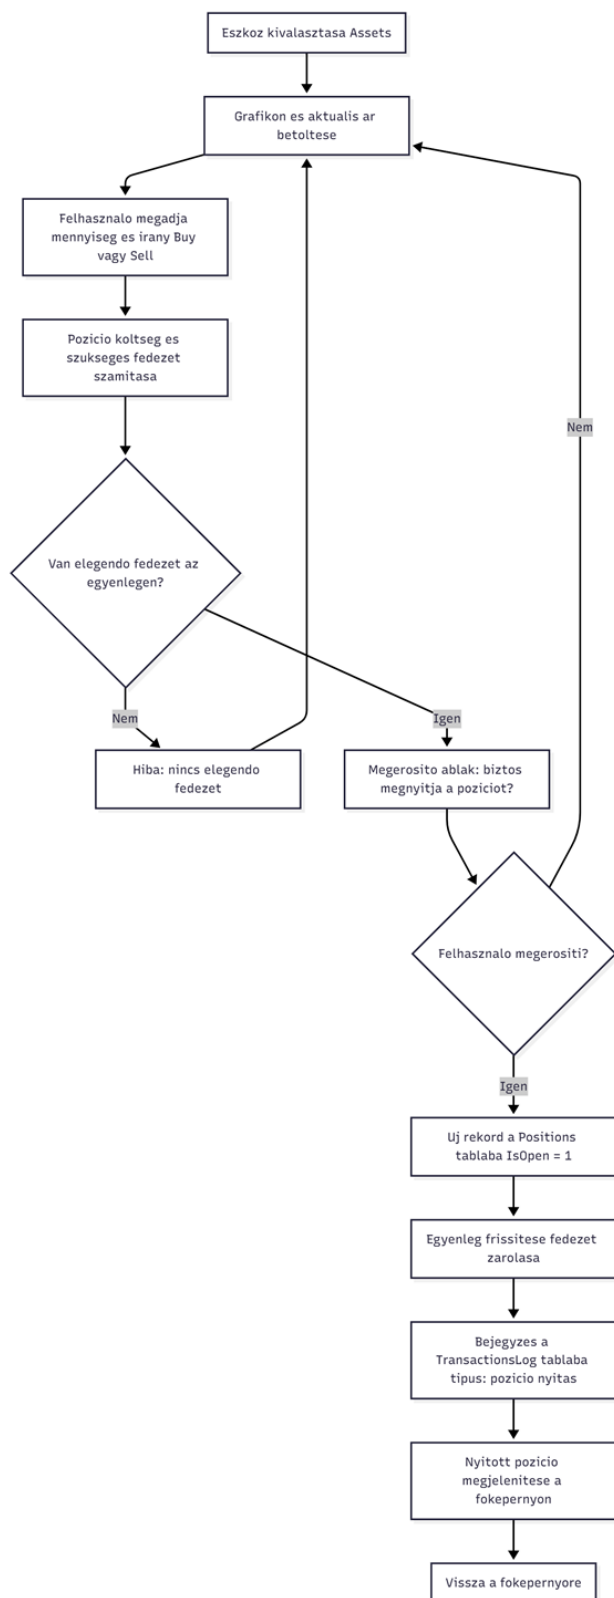 Eszkoz kivalasztasa Assets
Grafikon es aktualis ar
betoltese
Felhasznalo megadja
mennyiseg es irany Buy
vagy Sell
Pozicio koltseg es
szukseges fedezet
szamitasa
Nem
Van elegendo fedezet az
egyenlegen?
Nem
Igen
Hiba: nincs elegendo
fedezet
Megerosito ablak: biztos
megnyitja a poziciot?
Felhasznalo megerositi?
Igen
Uj rekord a Positions
tablaba IsOpen = 1
Egyenleg frissitese fedezet
zarolasa
Bejegyzes a
TransactionsLog tablaba
tipus: pozicio nyitas
Nyitott pozicio
megjelenitese a
fokepernyon
Vissza a fokepernyore